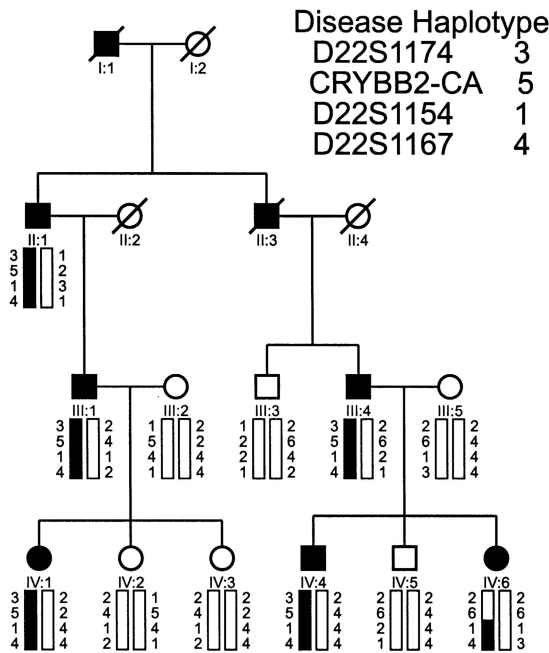 Disease Haplotype
D22S1174 3
CRYBB2-CA 5
D22S1154 1
D22S1167 4
I:1 I:2
II:1 II:2 II:3 II:4
3 1
5 2
1 3
4 1
III:1 III:2 III:3 III:4 III:5
3 2 1 2 1 2 3 2 2 2
5 4 5 2 2 2 5 6 6 4
1 1 4 4 2 4 1 2 1 4
4 2 1 4 1 2 4 1 3 4
IV:1 IV:2 IV:3 IV:4 IV:5 IV:6
3 2 2 1 2 2 3 2 2 2 2 2
5 2 4 5 4 2 5 4 6 4 6 6
1 4 1 4 1 4 1 4 2 4 1 1
4 4 2 1 2 4 4 4 1 4 4 3